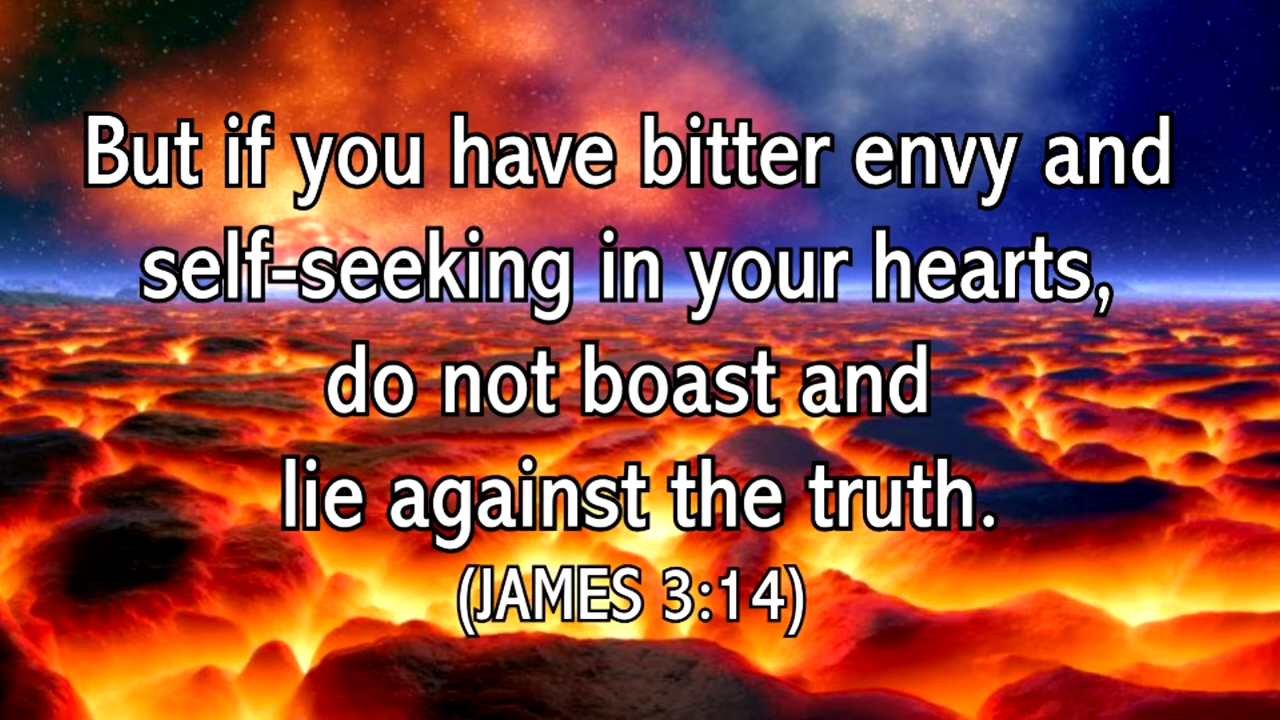 But if you have bitter envy and
self-seeking in your hearts,
do not boast and
lie against the truth.
(JAMES 3:14)